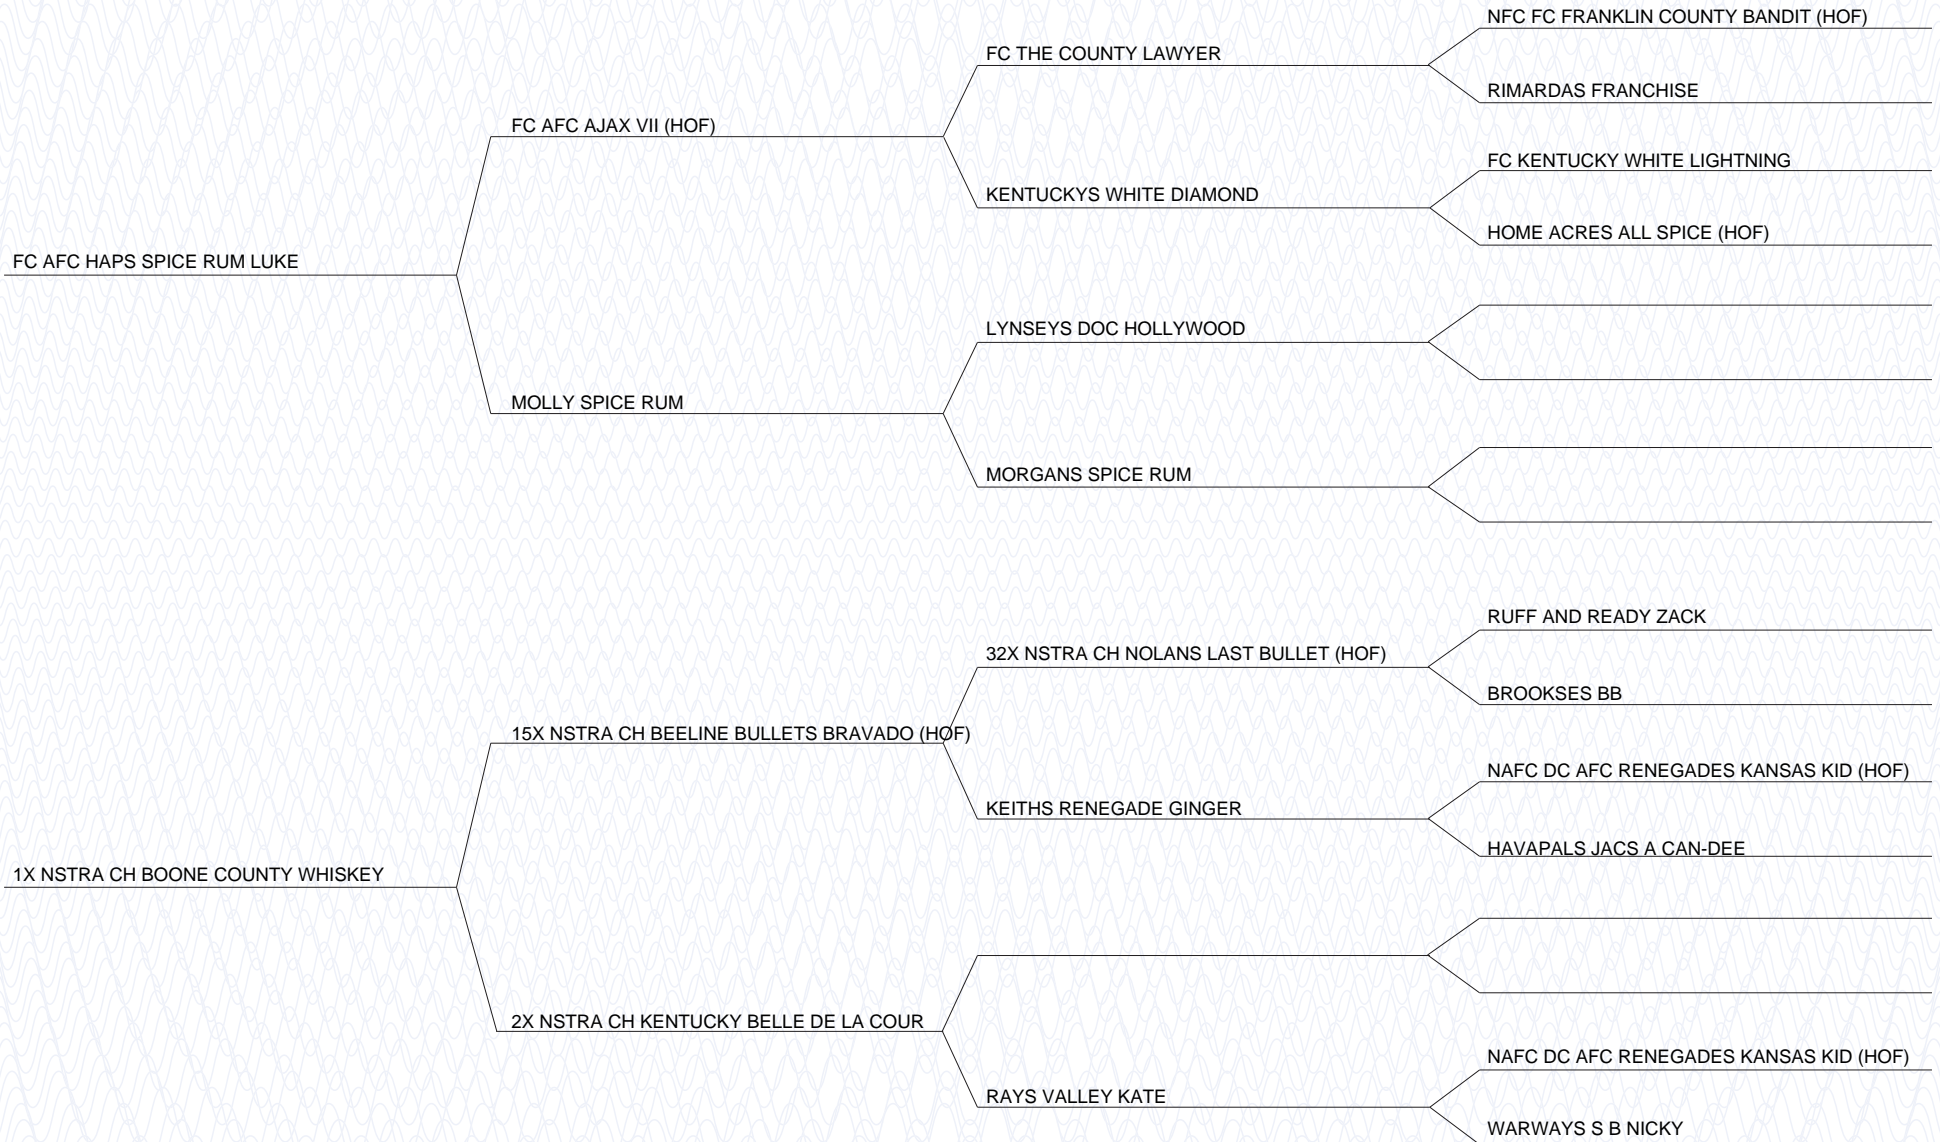 NFC FC FRANKLIN COUNTY BANDIT (HOF)
FC THE COUNTY LAWYER
RIMARDAS FRANCHISE
FC AFC AJAX VII (HOF)
FC KENTUCKY WHITE LIGHTNING
KENTUCKYS WHITE DIAMOND
HOME ACRES ALL SPICE (HOF)
FC AFC HAPS SPICE RUM LUKE
LYNSEYS DOC HOLLYWOOD
MOLLY SPICE RUM
MORGANS SPICE RUM
RUFF AND READY ZACK
32X NSTRA CH NOLANS LAST BULLET (HOF)
BROOKSES BB
15X NSTRA CH BEELINE BULLETS BRAVADO (HOF)
NAFC DC AFC RENEGADES KANSAS KID (HOF)
KEITHS RENEGADE GINGER
HAVAPALS JACS A CAN-DEE
1X NSTRA CH BOONE COUNTY WHISKEY
2X NSTRA CH KENTUCKY BELLE DE LA COUR
NAFC DC AFC RENEGADES KANSAS KID (HOF)
RAYS VALLEY KATE
WARWAYS S B NICKY